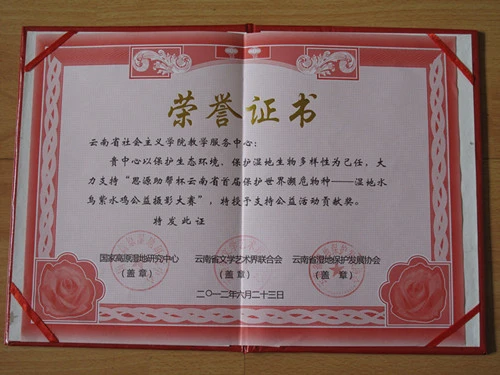 荣誉证书
云南省社会主义学院教学服务中心：
贵中心以保护生态环境，保护湿地生物多样性为己任，大
力支持“思源助帮杯云南省首届保护世界濒危物种——湿地水
鸟紫水鸡公益摄影大赛”，特授予支持公益活动贡献奖。
特发此证
国家高原湿地研究中心 云南省文学艺术界联合会 云南省湿地保护发展协会
（盖章） （盖章） （盖章）
二〇一二年六月二十三日